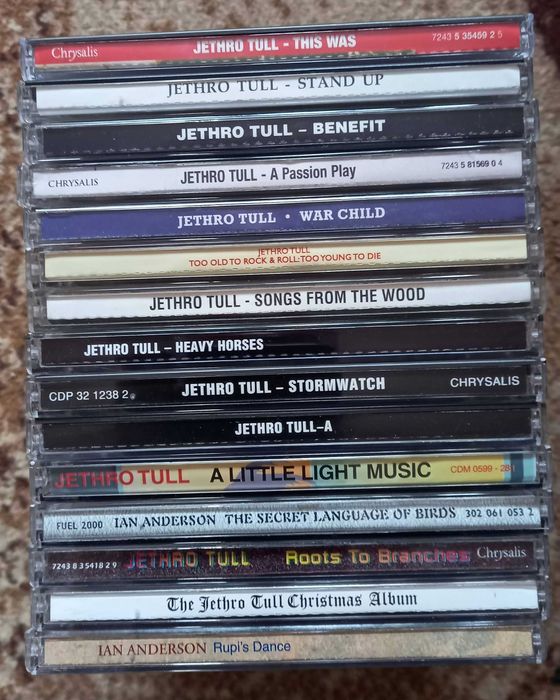 Chrysalis JETHRO TULL - THIS WAS 7243 5 35459 2 5
JETHRO TULL - STAND UP
JETHRO TULL – BENEFIT
CHRYSALIS JETHRO TULL - A Passion Play 7243 5 81569 0 4
JETHRO TULL • WAR CHILD
JETHRO TULL
TOO OLD TO ROCK & ROLL: TOO YOUNG TO DIE
JETHRO TULL - SONGS FROM THE WOOD
JETHRO TULL – HEAVY HORSES
CDP 32 1238 2 JETHRO TULL – STORMWATCH CHRYSALIS
JETHRO TULL–A
JETHRO TULL A LITTLE LIGHT MUSIC CDM 0599 - 281
FUEL 2000 IAN ANDERSON THE SECRET LANGUAGE OF BIRDS 302 061 053 2
7243 8 35418 2 9 JETHRO TULL Roots To Branches Chrysalis
The Jethro Tull Christmas Album
IAN ANDERSON Rupi's Dance